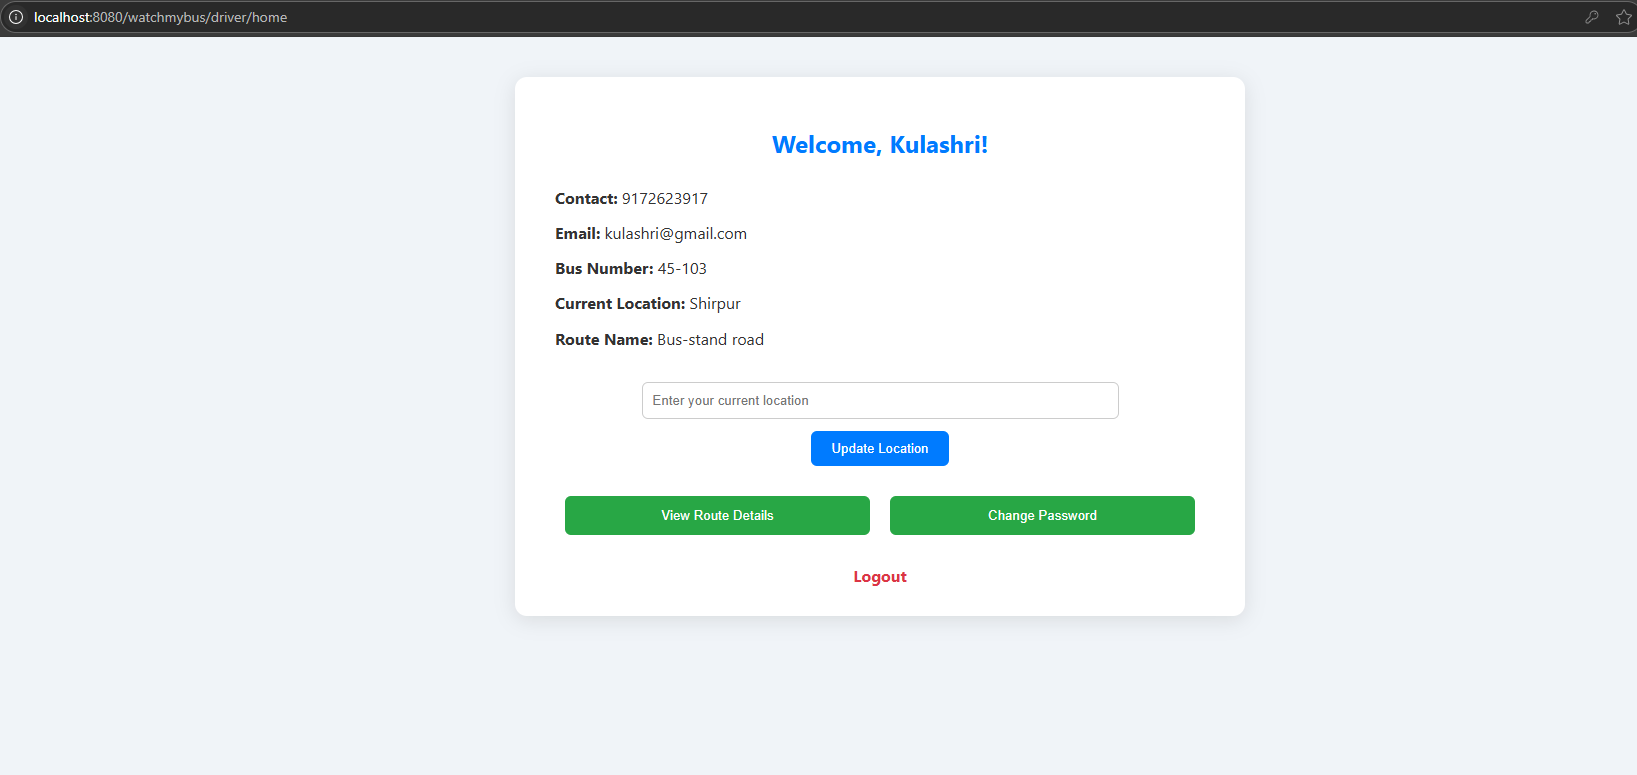 localhost:8080/watchmybus/driver/home
Welcome, Kulashri!
Contact: 9172623917
Email: kulashri@gmail.com
Bus Number: 45-103
Current Location: Shirpur
Route Name: Bus-stand road
Enter your current location
Update Location
View Route Details Change Password
Logout